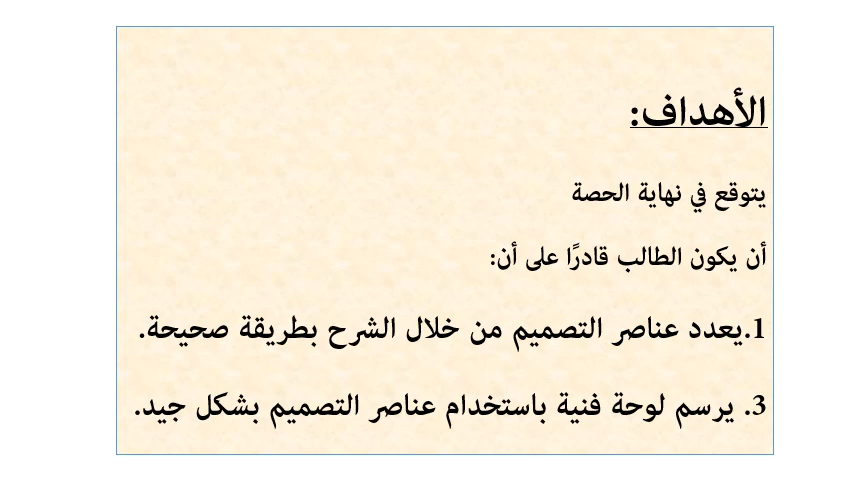 الأهداف:
يتوقع في نهاية الحصة
أن يكون الطالب قادرًا على أن:
1.يعدد عناصر التصميم من خلال الشرح بطريقة صحيحة.
3. يرسم لوحة فنية باستخدام عناصر التصميم بشكل جيد.